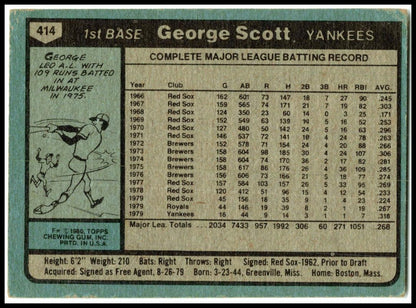 414
1st BASE George Scott, YANKEES
GEORGE
LED A.L. WITH
109 RUNS BATTED
IN AT
MILWAUKEE
IN 1975.
© 1980, TOPPS
CHEWING GUM, INC.
PRTD. IN U.S.A.
COMPLETE MAJOR LEAGUE BATTING RECORD
Year Club G AB R H 2B 3B HR RBI AVG.
1966 Red Sox 162 601 73 147 18 7 27 90 .245
1967 Red Sox 159 565 74 171 21 7 19 82 .303
1968 Red Sox 124 350 23 60 14 0 3 25 .171
1969 Red Sox 152 549 63 139 14 5 16 52 .253
1970 Red Sox 127 480 50 142 24 5 16 63 .296
1971 Red Sox 146 537 72 141 16 4 24 78 .263
1972 Brewers 152 578 71 154 24 4 20 88 .266
1973 Brewers 158 604 98 185 30 4 24 107 .306
1974 Brewers 158 604 74 170 36 2 17 82 .281
1975 Brewers 158 617 86 176 26 4 36 109 .285
1976 Brewers 156 606 73 166 21 5 18 77 .274
1977 Red Sox 157 584 103 157 26 5 33 95 .269
1978 Red Sox 120 412 51 96 16 4 12 54 .233
1979 Red Sox 45 156 18 35 9 1 4 23 .224
1979 Royals 44 146 19 39 8 2 1 20 .267
1979 Yankees 16 44 9 14 3 1 1 6 .318
Major Lea. Totals ... 2034 7433 957 1992 306 60 271 1051 .268
Height: 6'2" Weight: 210 Bats: Right Throws: Right Signed: Red Sox-1962, Prior to Draft
Acquired: Signed as Free Agent, 8-26-79 Born: 3-23-44, Greenville, Miss. Home: Boston, Mass.